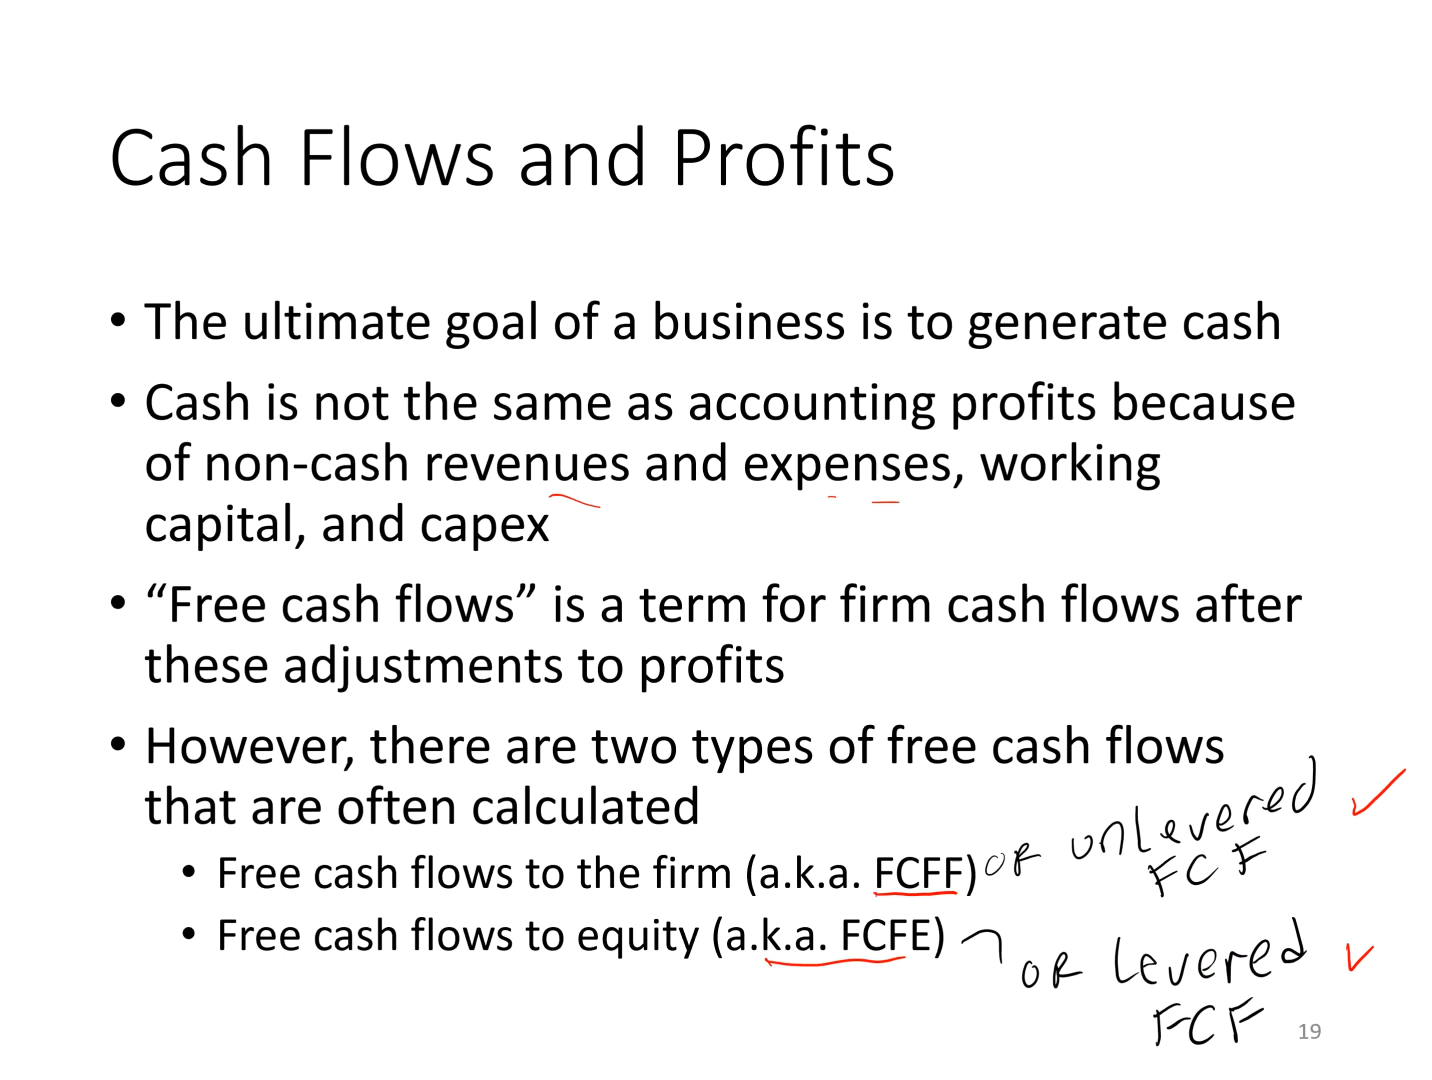 Cash Flows and Profits
• The ultimate goal of a business is to generate cash
• Cash is not the same as accounting profits because
of non-cash revenues and expenses, working
capital, and capex
• “Free cash flows” is a term for firm cash flows after
these adjustments to profits
• However, there are two types of free cash flows
that are often calculated
• Free cash flows to the firm (a.k.a. FCFF) OR unlevered
FCF
• Free cash flows to equity (a.k.a. FCFE)
OR Levered
FCF
19